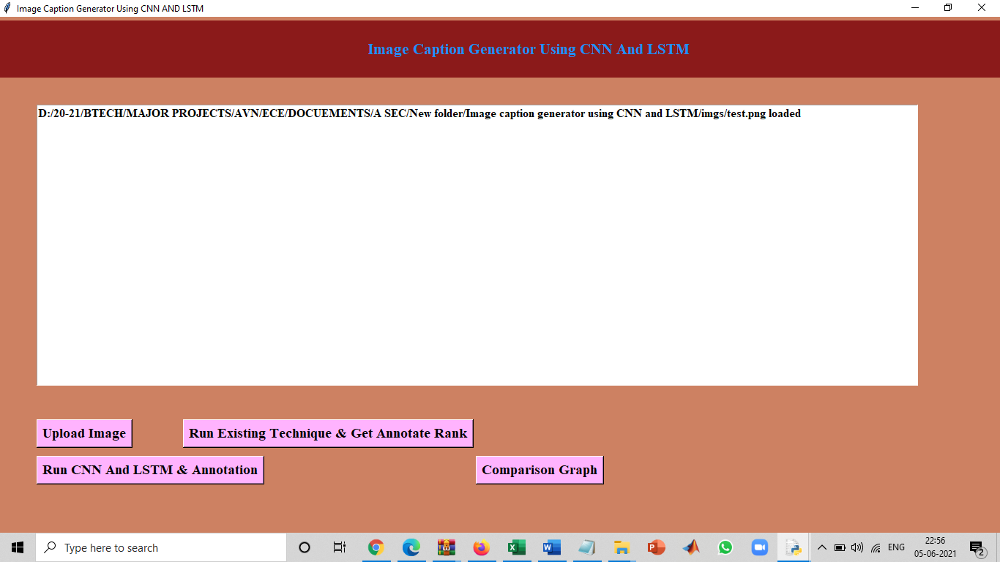 Image Caption Generator Using CNN AND LSTM
Image Caption Generator Using CNN And LSTM
D:/20-21/BTECH/MAJOR PROJECTS/AVN/ECE/DOCUEMENTS/A SEC/New folder/Image caption generator using CNN and LSTM/imgs/test.png loaded
Upload Image
Run Existing Technique & Get Annotate Rank
Run CNN And LSTM & Annotation
Comparison Graph
Type here to search
ENG
22:56
05-06-2021
2